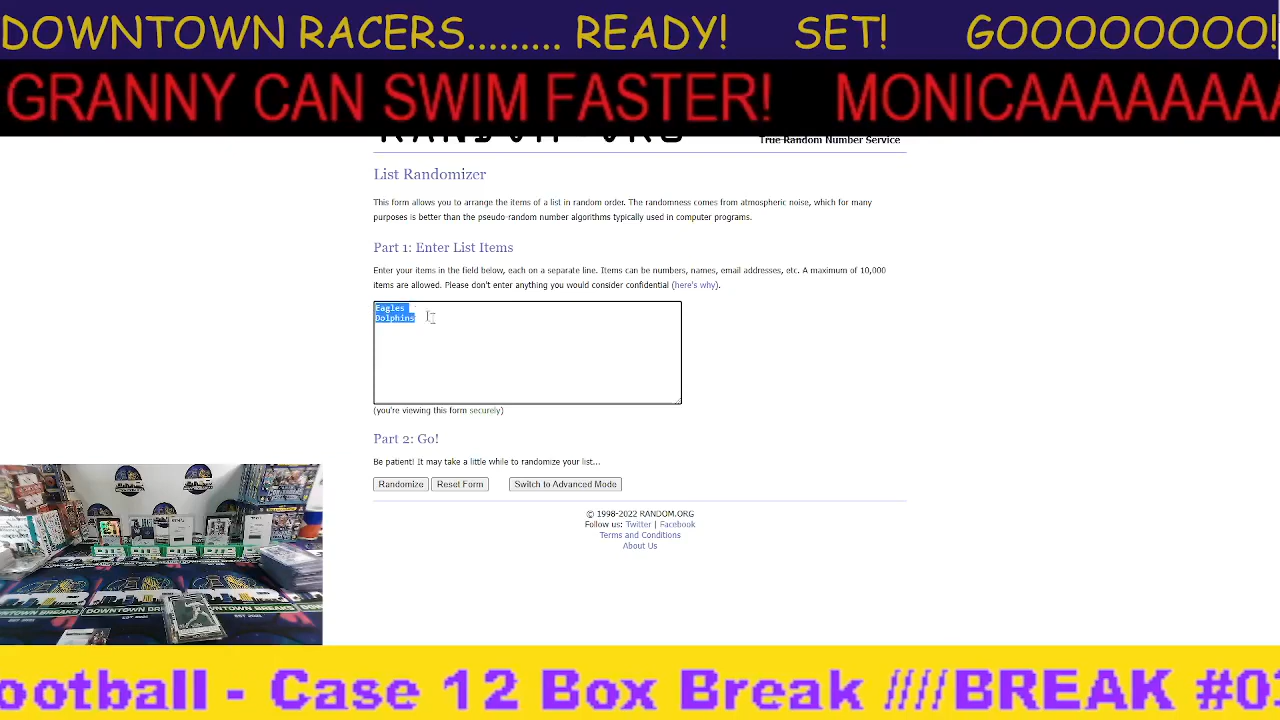 DOWNTOWN RACERS......... READY! SET! GOOOOOOOO!
GRANNY CAN SWIM FASTER! MONICAAAAAAAA
RANDOM ORG
True Random Number Service
List Randomizer
This form allows you to arrange the items of a list in random order. The randomness comes from atmospheric noise, which for many
purposes is better than the pseudo-random number algorithms typically used in computer programs.
Part 1: Enter List Items
Enter your items in the field below, each on a separate line. Items can be numbers, names, email addresses, etc. A maximum of 10,000
items are allowed. Please don't enter anything you would consider confidential (here's why).
Eagles
Dolphins
(you're viewing this form securely)
Part 2: Go!
Be patient! It may take a little while to randomize your list...
Randomize Reset Form Switch to Advanced Mode
© 1998-2022 RANDOM.ORG
Follow us: Twitter | Facebook
Terms and Conditions
About Us
DOWNTOWN BREAKS
ootball - Case 12 Box Break ////BREAK #0